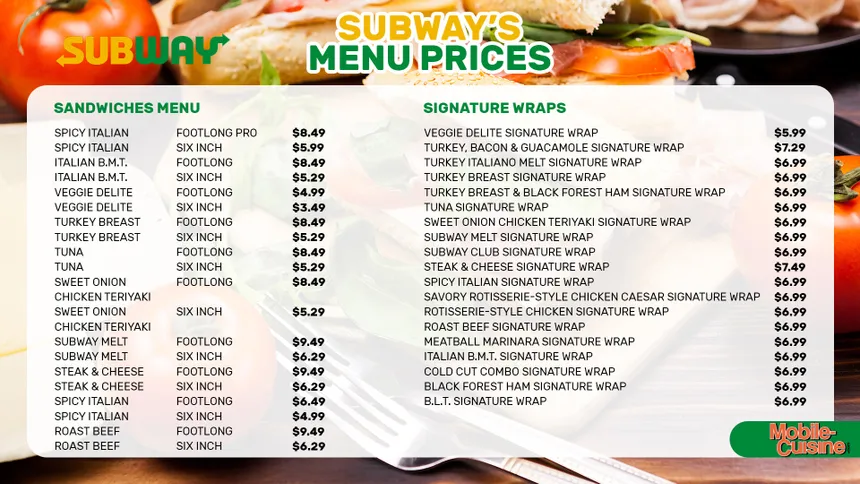 SUBWAY
SUBWAY'S
MENU PRICES
SANDWICHES MENU
SPICY ITALIAN FOOTLONG PRO $8.49
SPICY ITALIAN SIX INCH $5.99
ITALIAN B.M.T. FOOTLONG $8.49
ITALIAN B.M.T. SIX INCH $5.29
VEGGIE DELITE FOOTLONG $4.99
VEGGIE DELITE SIX INCH $3.49
TURKEY BREAST FOOTLONG $8.49
TURKEY BREAST SIX INCH $5.29
TUNA FOOTLONG $8.49
TUNA SIX INCH $5.29
SWEET ONION FOOTLONG $8.49
CHICKEN TERIYAKI
SWEET ONION SIX INCH $5.29
CHICKEN TERIYAKI
SUBWAY MELT FOOTLONG $9.49
SUBWAY MELT SIX INCH $6.29
STEAK & CHEESE FOOTLONG $9.49
STEAK & CHEESE SIX INCH $6.29
SPICY ITALIAN FOOTLONG $6.49
SPICY ITALIAN SIX INCH $4.99
ROAST BEEF FOOTLONG $9.49
ROAST BEEF SIX INCH $6.29
SIGNATURE WRAPS
VEGGIE DELITE SIGNATURE WRAP $5.99
TURKEY, BACON & GUACAMOLE SIGNATURE WRAP $7.29
TURKEY ITALIANO MELT SIGNATURE WRAP $6.99
TURKEY BREAST SIGNATURE WRAP $6.99
TURKEY BREAST & BLACK FOREST HAM SIGNATURE WRAP $6.99
TUNA SIGNATURE WRAP $6.99
SWEET ONION CHICKEN TERIYAKI SIGNATURE WRAP $6.99
SUBWAY MELT SIGNATURE WRAP $6.99
SUBWAY CLUB SIGNATURE WRAP $6.99
STEAK & CHEESE SIGNATURE WRAP $7.49
SPICY ITALIAN SIGNATURE WRAP $6.99
SAVORY ROTISSERIE-STYLE CHICKEN CAESAR SIGNATURE WRAP $6.99
ROTISSERIE-STYLE CHICKEN SIGNATURE WRAP $6.99
ROAST BEEF SIGNATURE WRAP $6.99
MEATBALL MARINARA SIGNATURE WRAP $6.99
ITALIAN B.M.T. SIGNATURE WRAP $6.99
COLD CUT COMBO SIGNATURE WRAP $6.99
BLACK FOREST HAM SIGNATURE WRAP $6.99
B.L.T. SIGNATURE WRAP $6.99
Mobile-
Cuisine